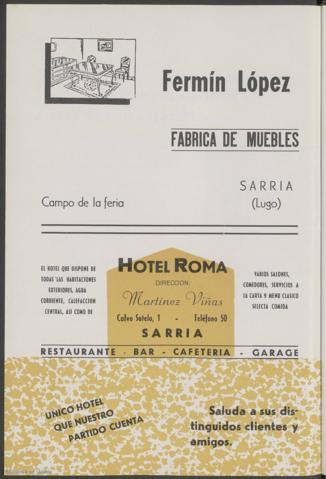 Fermín López
FABRICA DE MUEBLES
Campo de la feria
SARRIA
(Lugo)
EL HOTEL QUE DISPONE DE
TODAS LAS HABITACIONES
EXTERIORES, AGUA
CORRIENTE, CALEFACCION
CENTRAL, ASI COMO DE
HOTEL ROMA
DIRECCION:
Martínez Viñas
Calvo Sotelo, 1 - Teléfono 50
SARRIA
VARIOS SALONES,
COMEDORES, SERVICIOS A
LA CARTA Y MENU CLASICO
SELECTA COMIDA
RESTAURANTE - BAR - CAFETERIA - GARAGE
UNICO HOTEL
QUE NUESTRO
PARTIDO CUENTA
Saluda a sus dis-
tinguidos clientes y
amigos.